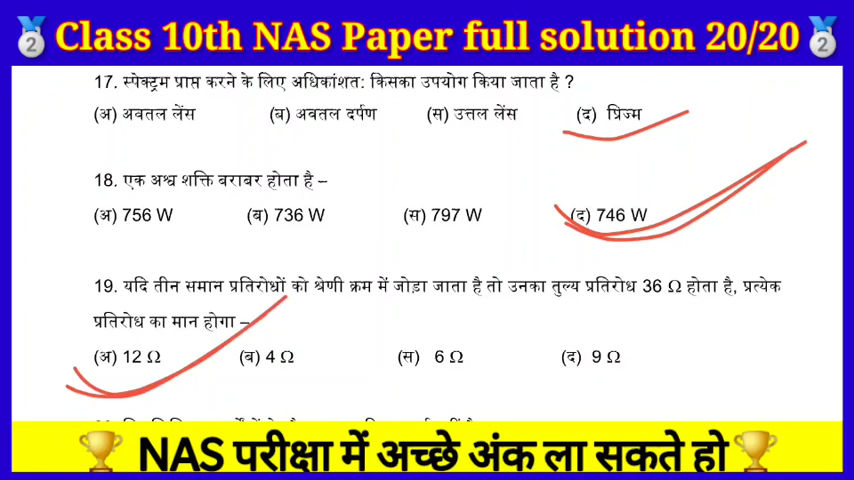 Class 10th NAS Paper full solution 20/20
17. स्पेक्ट्रम प्राप्त करने के लिए अधिकांशत: किसका उपयोग किया जाता है ?
(अ) अवतल लेंस (ब) अवतल दर्पण (स) उत्तल लेंस (द) प्रिज्म
18. एक अश्व शक्ति बराबर होता है –
(अ) 756 W (ब) 736 W (स) 797 W (द) 746 W
19. यदि तीन समान प्रतिरोधों को श्रेणी क्रम में जोड़ा जाता है तो उनका तुल्य प्रतिरोध 36 Ω होता है, प्रत्येक
प्रतिरोध का मान होगा –
(अ) 12 Ω (ब) 4 Ω (स) 6 Ω (द) 9 Ω
NAS परीक्षा में अच्छे अंक ला सकते हो